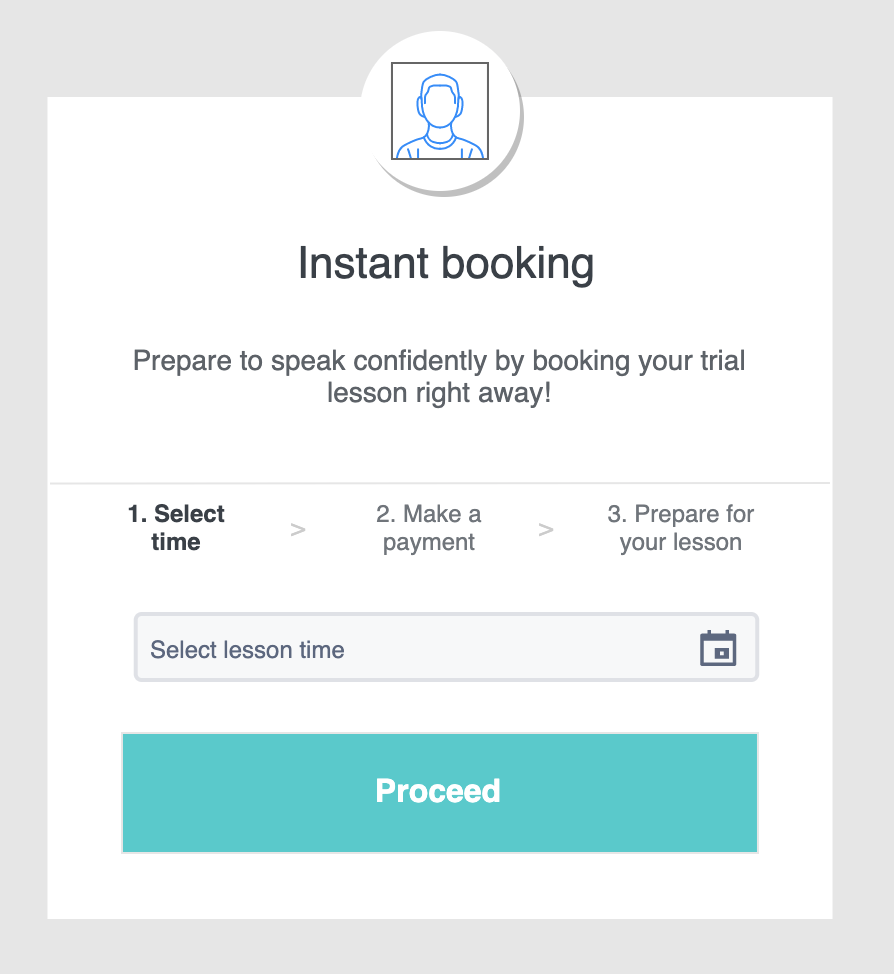 Instant booking
Prepare to speak confidently by booking your trial
lesson right away!
1. Select
time
>
2. Make a
payment
>
3. Prepare for
your lesson
Select lesson time
Proceed